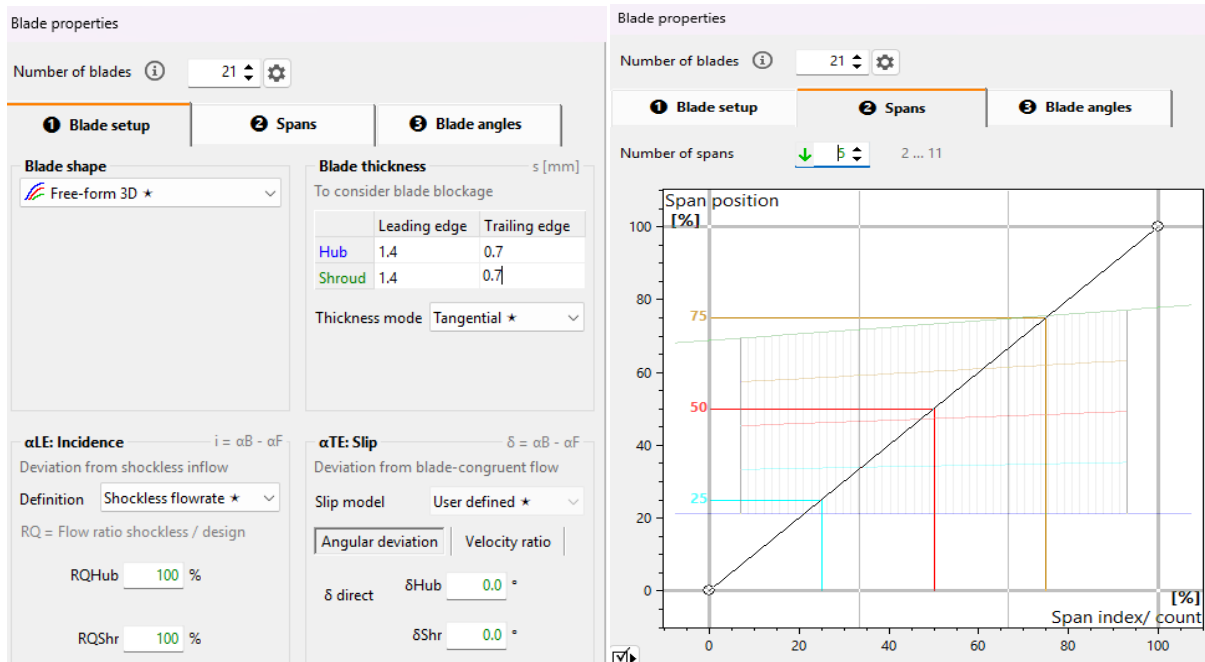 Blade properties
Number of blades 21
❶ Blade setup ❷ Spans ❸ Blade angles
Blade shape
Free-form 3D ★
Blade thickness s [mm]
To consider blade blockage
Leading edge Trailing edge
Hub 1.4 0.7
Shroud 1.4 0.7
Thickness mode Tangential ★
αLE: Incidence i = αB - αF
Deviation from shockless inflow
Definition Shockless flowrate ★
RQ = Flow ratio shockless / design
RQHub 100 %
RQShr 100 %
αTE: Slip δ = αB - αF
Deviation from blade-congruent flow
Slip model User defined ★
Angular deviation Velocity ratio
δ direct
δHub 0.0 °
δShr 0.0 °
Blade properties
Number of blades 21
❶ Blade setup ❷ Spans ❸ Blade angles
Number of spans 5 2 ... 11
Span position
[%]
100
80
75
60
50
40
25
20
0
[%]
Span index/ count
0 20 40 60 80 100